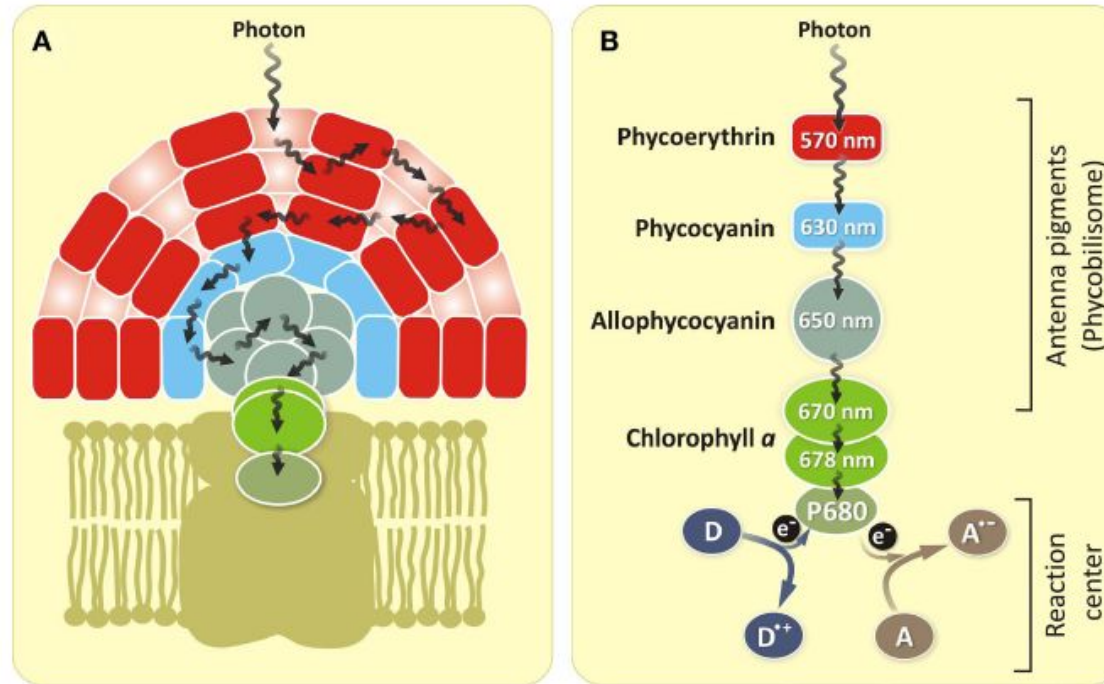 A
Photon
B
Photon
Phycoerythrin
570 nm
Phycocyanin
630 nm
Allophycocyanin
650 nm
670 nm
Chlorophyll a
678 nm
P680
D
e-
e-
A•−
D•+
A
Antenna pigments
(Phycobilisome)
Reaction
center